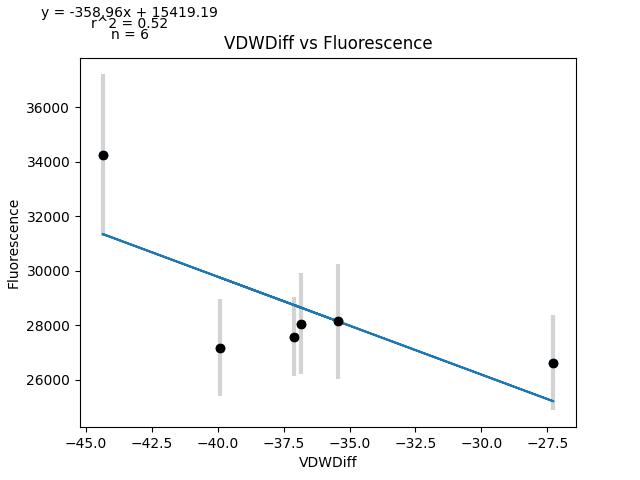 y = -358.96x + 15419.19
r^2 = 0.52
n = 6
VDWDiff vs Fluorescence
36000
34000
32000
30000
28000
26000
Fluorescence
−45.0 −42.5 −40.0 −37.5 −35.0 −32.5 −30.0 −27.5
VDWDiff